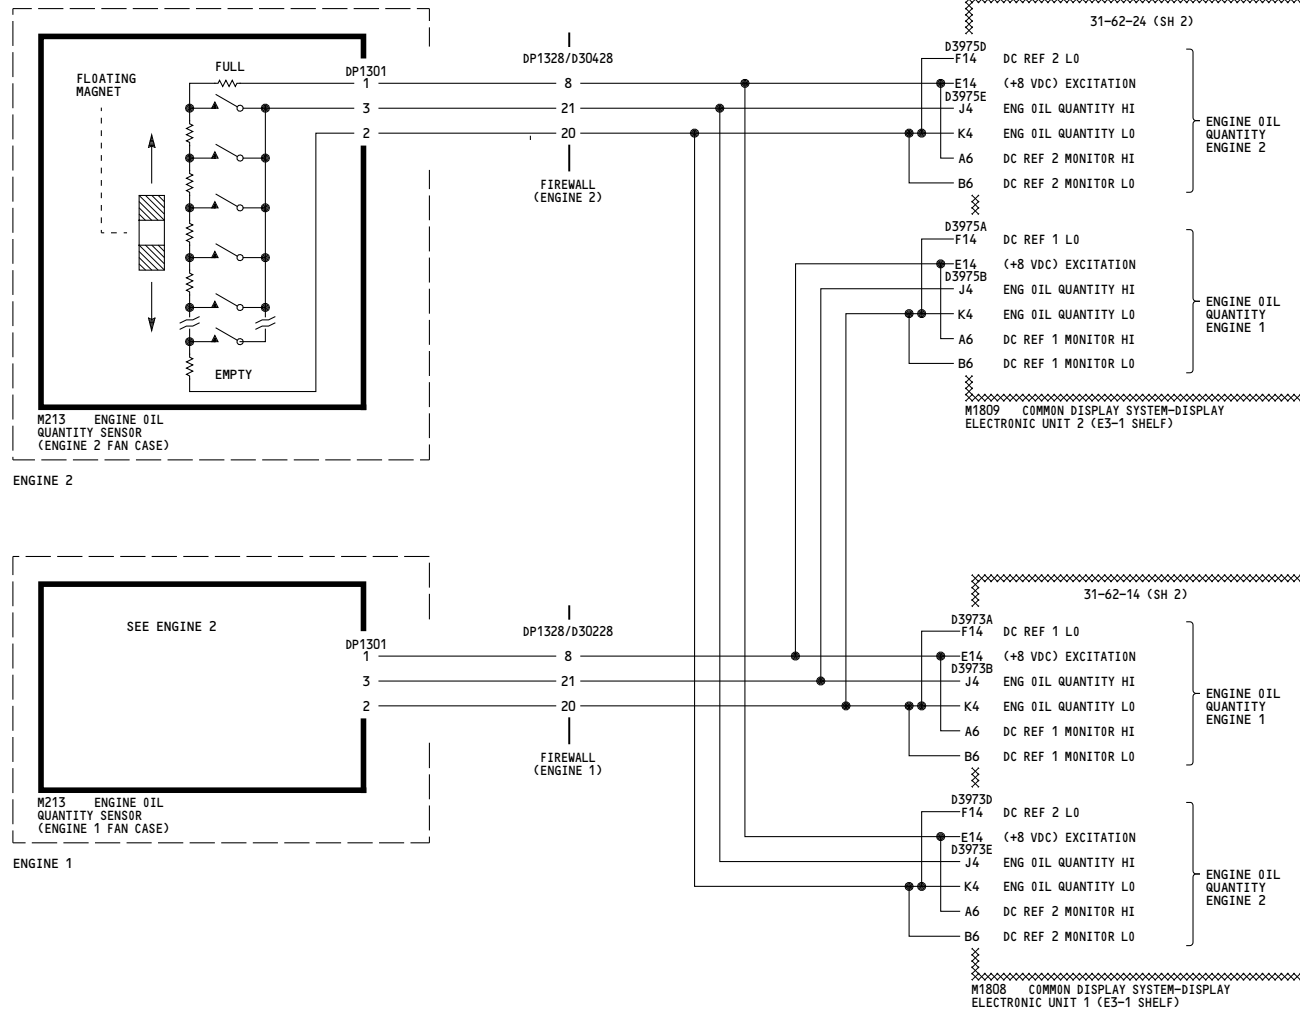 FULL
FLOATING
MAGNET
EMPTY
DP1301
1
3
2
M213 ENGINE OIL
QUANTITY SENSOR
(ENGINE 2 FAN CASE)
ENGINE 2
DP1328/D30428
8
21
20
FIREWALL
(ENGINE 2)
31-62-24 (SH 2)
D3975D
F14 DC REF 2 LO
E14 (+8 VDC) EXCITATION
D3975E
J4 ENG OIL QUANTITY HI
K4 ENG OIL QUANTITY LO
A6 DC REF 2 MONITOR HI
B6 DC REF 2 MONITOR LO
ENGINE OIL
QUANTITY
ENGINE 2
D3975A
F14 DC REF 1 LO
E14 (+8 VDC) EXCITATION
D3975B
J4 ENG OIL QUANTITY HI
K4 ENG OIL QUANTITY LO
A6 DC REF 1 MONITOR HI
B6 DC REF 1 MONITOR LO
ENGINE OIL
QUANTITY
ENGINE 1
M1809 COMMON DISPLAY SYSTEM-DISPLAY
ELECTRONIC UNIT 2 (E3-1 SHELF)
SEE ENGINE 2
DP1301
1
3
2
M213 ENGINE OIL
QUANTITY SENSOR
(ENGINE 1 FAN CASE)
ENGINE 1
DP1328/D30228
8
21
20
FIREWALL
(ENGINE 1)
31-62-14 (SH 2)
D3973A
F14 DC REF 1 LO
E14 (+8 VDC) EXCITATION
D3973B
J4 ENG OIL QUANTITY HI
K4 ENG OIL QUANTITY LO
A6 DC REF 1 MONITOR HI
B6 DC REF 1 MONITOR LO
ENGINE OIL
QUANTITY
ENGINE 1
D3973D
F14 DC REF 2 LO
E14 (+8 VDC) EXCITATION
D3973E
J4 ENG OIL QUANTITY HI
K4 ENG OIL QUANTITY LO
A6 DC REF 2 MONITOR HI
B6 DC REF 2 MONITOR LO
ENGINE OIL
QUANTITY
ENGINE 2
M1808 COMMON DISPLAY SYSTEM-DISPLAY
ELECTRONIC UNIT 1 (E3-1 SHELF)